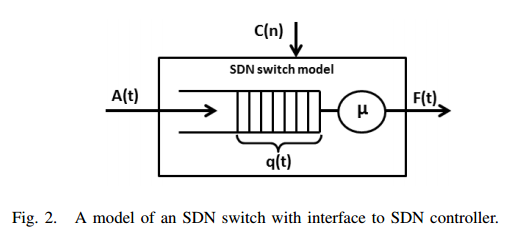 C(n)
SDN switch model
A(t)
μ
F(t)
q(t)
Fig. 2. A model of an SDN switch with interface to SDN controller.